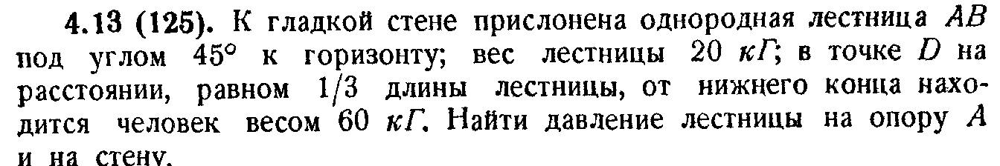 4.13 (125). К гладкой стене прислонена однородная лестница AB
под углом 45° к горизонту; вес лестницы 20 кГ; в точке D на
расстоянии, равном 1/3 длины лестницы, от нижнего конца нахо-
дится человек весом 60 кГ. Найти давление лестницы на опору A
и на стену.